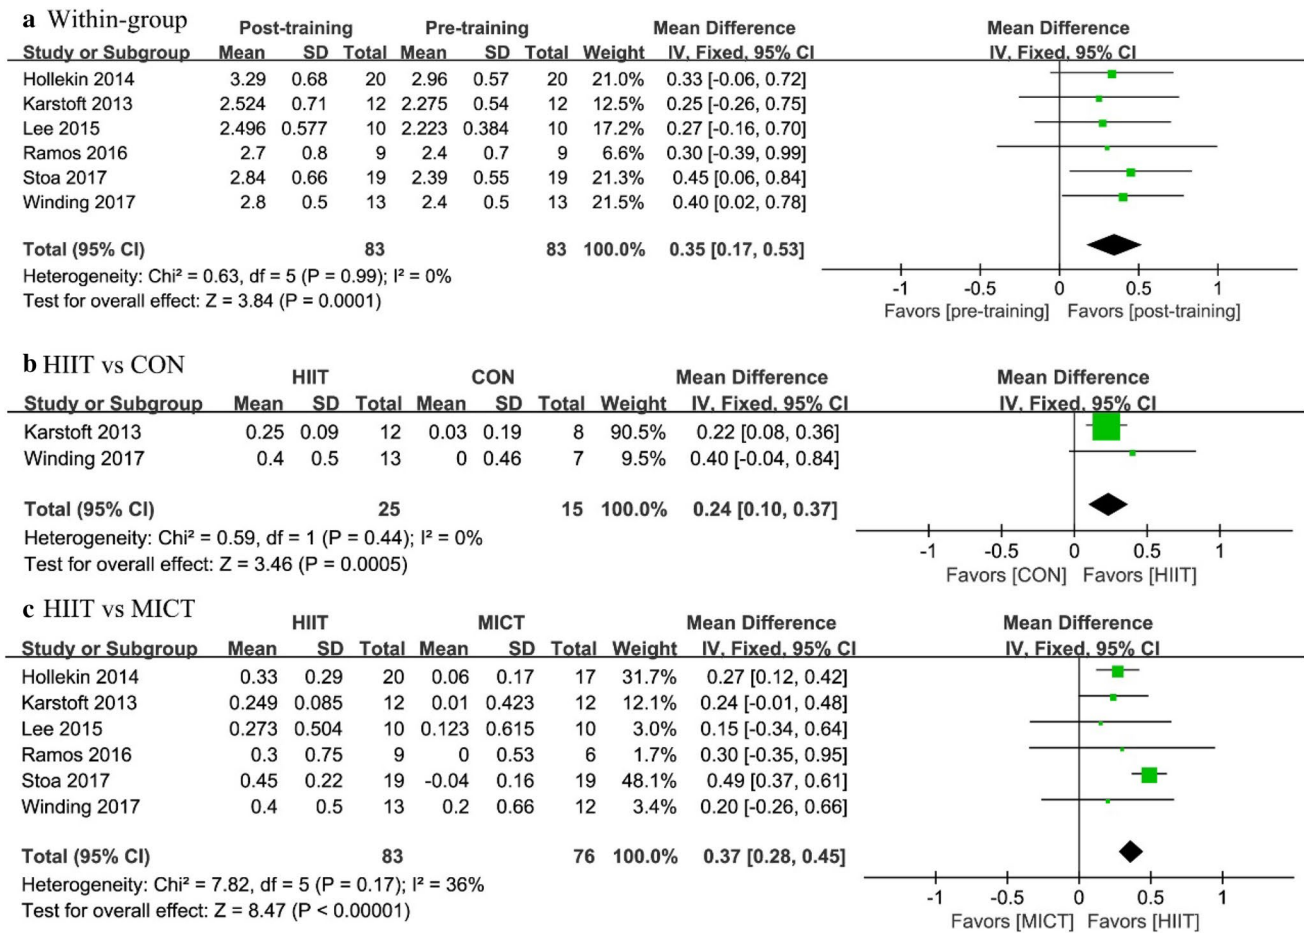 a Within-group
Post-training Pre-training Mean Difference Mean Difference
Study or Subgroup Mean SD Total Mean SD Total Weight IV, Fixed, 95% CI IV, Fixed, 95% CI
Hollekin 2014 3.29 0.68 20 2.96 0.57 20 21.0% 0.33 [-0.06, 0.72]
Karstoft 2013 2.524 0.71 12 2.275 0.54 12 12.5% 0.25 [-0.26, 0.75]
Lee 2015 2.496 0.577 10 2.223 0.384 10 17.2% 0.27 [-0.16, 0.70]
Ramos 2016 2.7 0.8 9 2.4 0.7 9 6.6% 0.30 [-0.39, 0.99]
Stoa 2017 2.84 0.66 19 2.39 0.55 19 21.3% 0.45 [0.06, 0.84]
Winding 2017 2.8 0.5 13 2.4 0.5 13 21.5% 0.40 [0.02, 0.78]
Total (95% CI) 83 83 100.0% 0.35 [0.17, 0.53]
Heterogeneity: Chi² = 0.63, df = 5 (P = 0.99); I² = 0%
Test for overall effect: Z = 3.84 (P = 0.0001)
-1 -0.5 0 0.5 1
Favors [pre-training] Favors [post-training]
b HIIT vs CON
HIIT CON Mean Difference Mean Difference
Study or Subgroup Mean SD Total Mean SD Total Weight IV, Fixed, 95% CI IV, Fixed, 95% CI
Karstoft 2013 0.25 0.09 12 0.03 0.19 8 90.5% 0.22 [0.08, 0.36]
Winding 2017 0.4 0.5 13 0 0.46 7 9.5% 0.40 [-0.04, 0.84]
Total (95% CI) 25 15 100.0% 0.24 [0.10, 0.37]
Heterogeneity: Chi² = 0.59, df = 1 (P = 0.44); I² = 0%
Test for overall effect: Z = 3.46 (P = 0.0005)
-1 -0.5 0 0.5 1
Favors [CON] Favors [HIIT]
c HIIT vs MICT
HIIT MICT Mean Difference Mean Difference
Study or Subgroup Mean SD Total Mean SD Total Weight IV, Fixed, 95% CI IV, Fixed, 95% CI
Hollekin 2014 0.33 0.29 20 0.06 0.17 17 31.7% 0.27 [0.12, 0.42]
Karstoft 2013 0.249 0.085 12 0.01 0.423 12 12.1% 0.24 [-0.01, 0.48]
Lee 2015 0.273 0.504 10 0.123 0.615 10 3.0% 0.15 [-0.34, 0.64]
Ramos 2016 0.3 0.75 9 0 0.53 6 1.7% 0.30 [-0.35, 0.95]
Stoa 2017 0.45 0.22 19 -0.04 0.16 19 48.1% 0.49 [0.37, 0.61]
Winding 2017 0.4 0.5 13 0.2 0.66 12 3.4% 0.20 [-0.26, 0.66]
Total (95% CI) 83 76 100.0% 0.37 [0.28, 0.45]
Heterogeneity: Chi² = 7.82, df = 5 (P = 0.17); I² = 36%
Test for overall effect: Z = 8.47 (P < 0.00001)
-1 -0.5 0 0.5 1
Favors [MICT] Favors [HIIT]